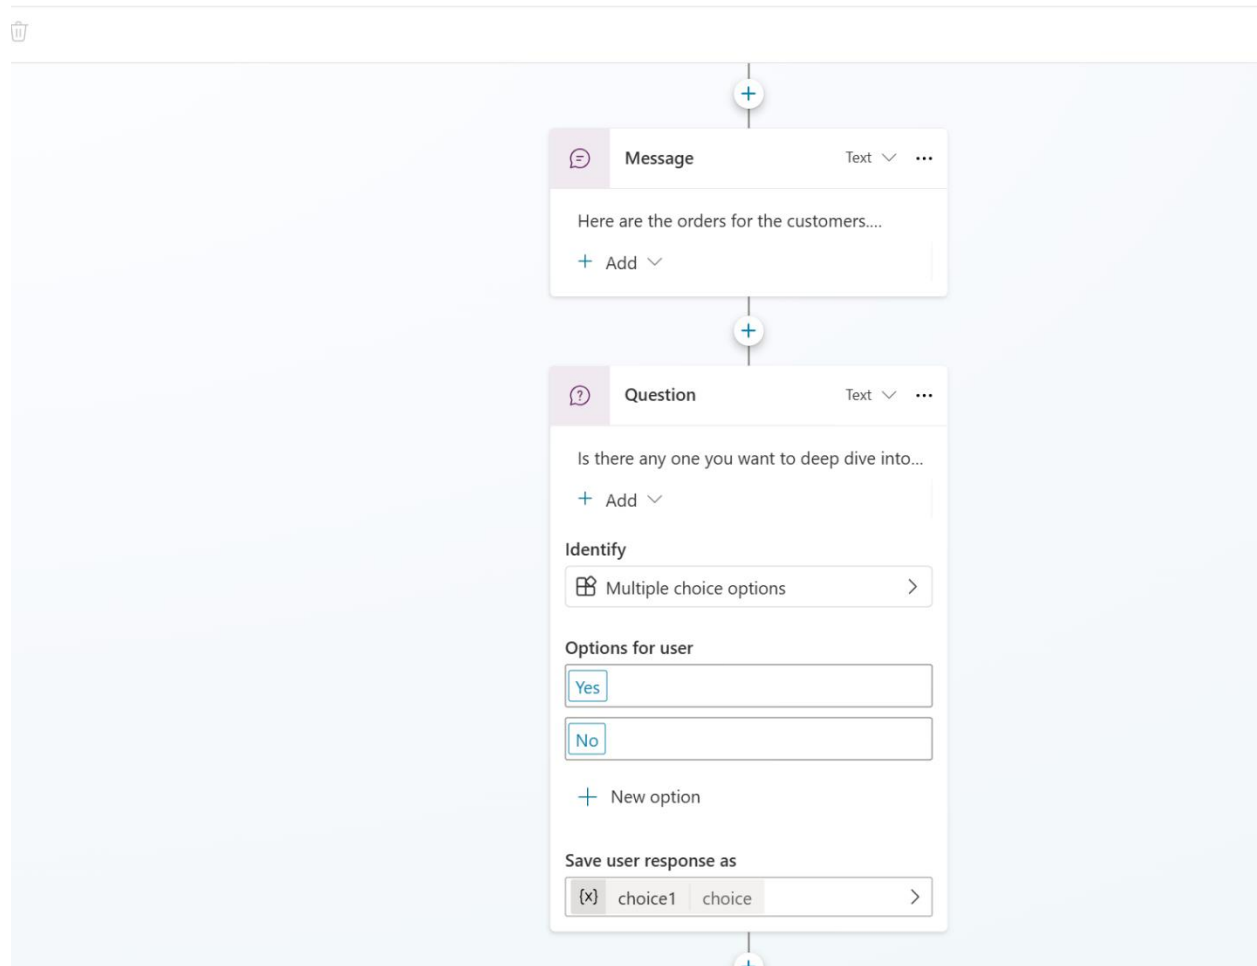 Message
Text
Here are the orders for the customers....
Add
Question
Text
Is there any one you want to deep dive into...
Add
Identify
Multiple choice options
Options for user
Yes
No
New option
Save user response as
{x} choice1 choice